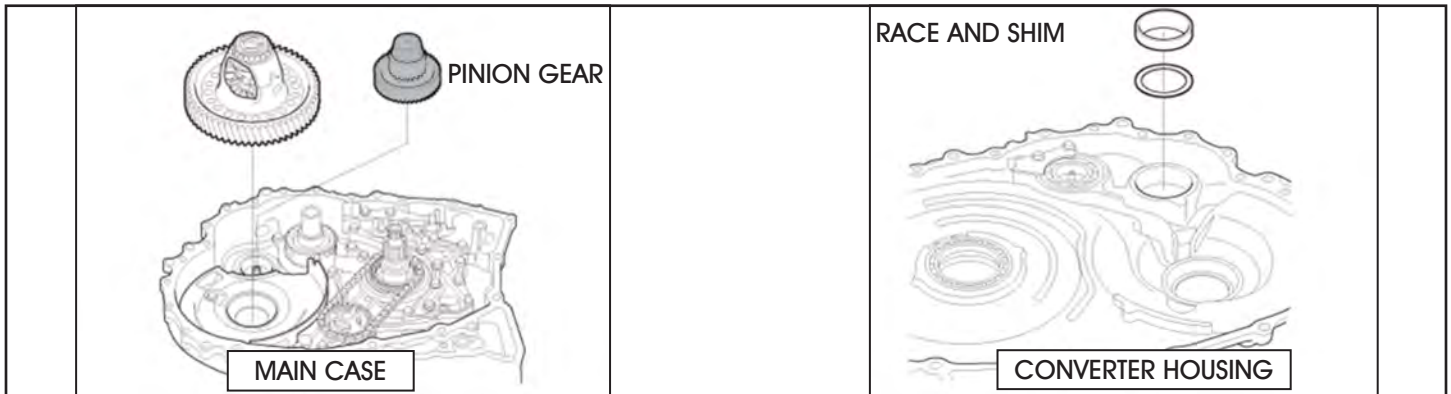 PINION GEAR
MAIN CASE
RACE AND SHIM
CONVERTER HOUSING